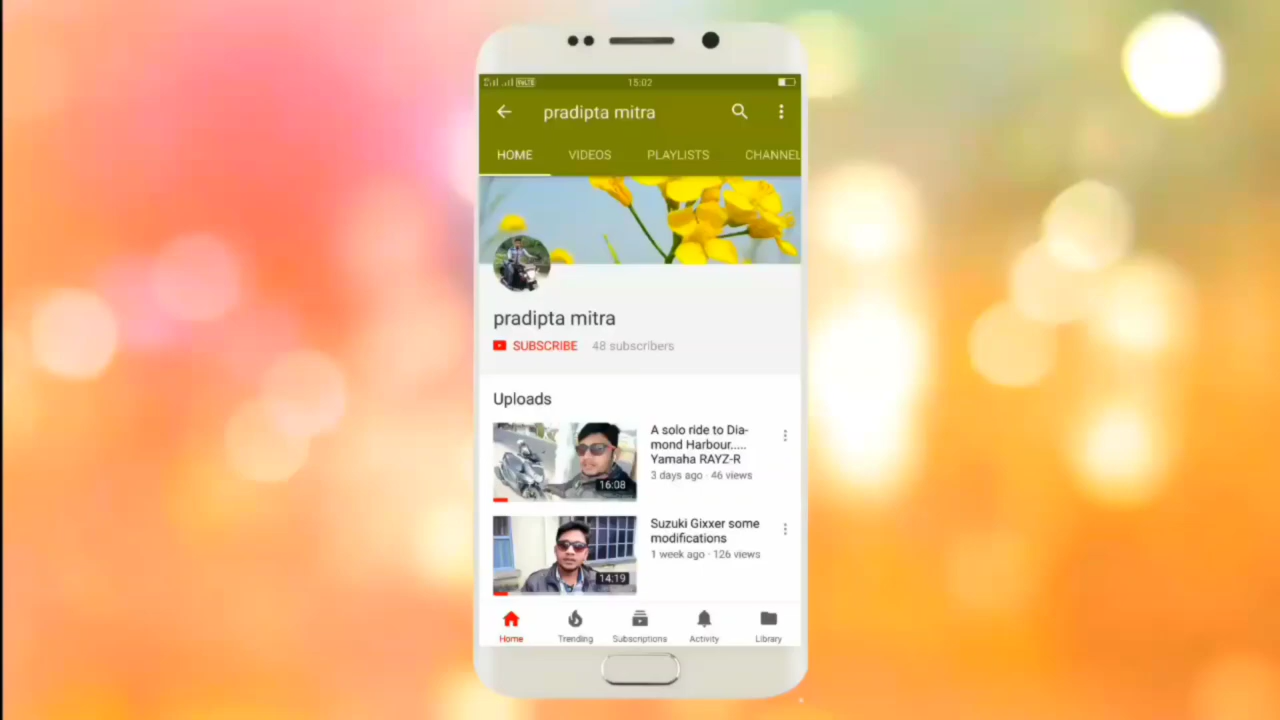 VoLTE 15:02
pradipta mitra
HOME VIDEOS PLAYLISTS CHANNEL
pradipta mitra
SUBSCRIBE 48 subscribers
Uploads
A solo ride to Dia-
mond Harbour.....
Yamaha RAYZ-R
3 days ago · 46 views
16:08
Suzuki Gixxer some
modifications
1 week ago · 126 views
14:19
Home Trending Subscriptions Activity Library